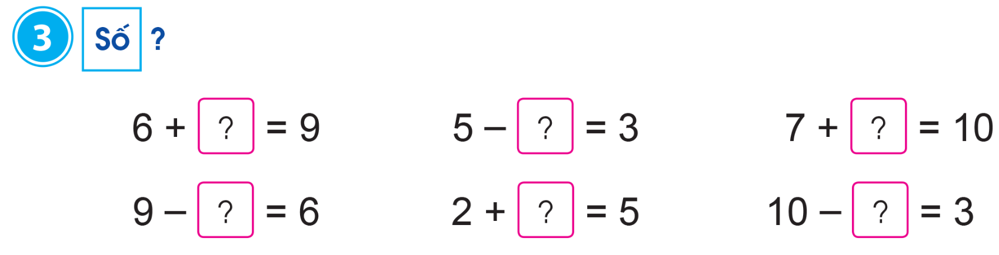 3 Số ?
6 + ? = 9 5 – ? = 3 7 + ? = 10
9 – ? = 6 2 + ? = 5 10 – ? = 3